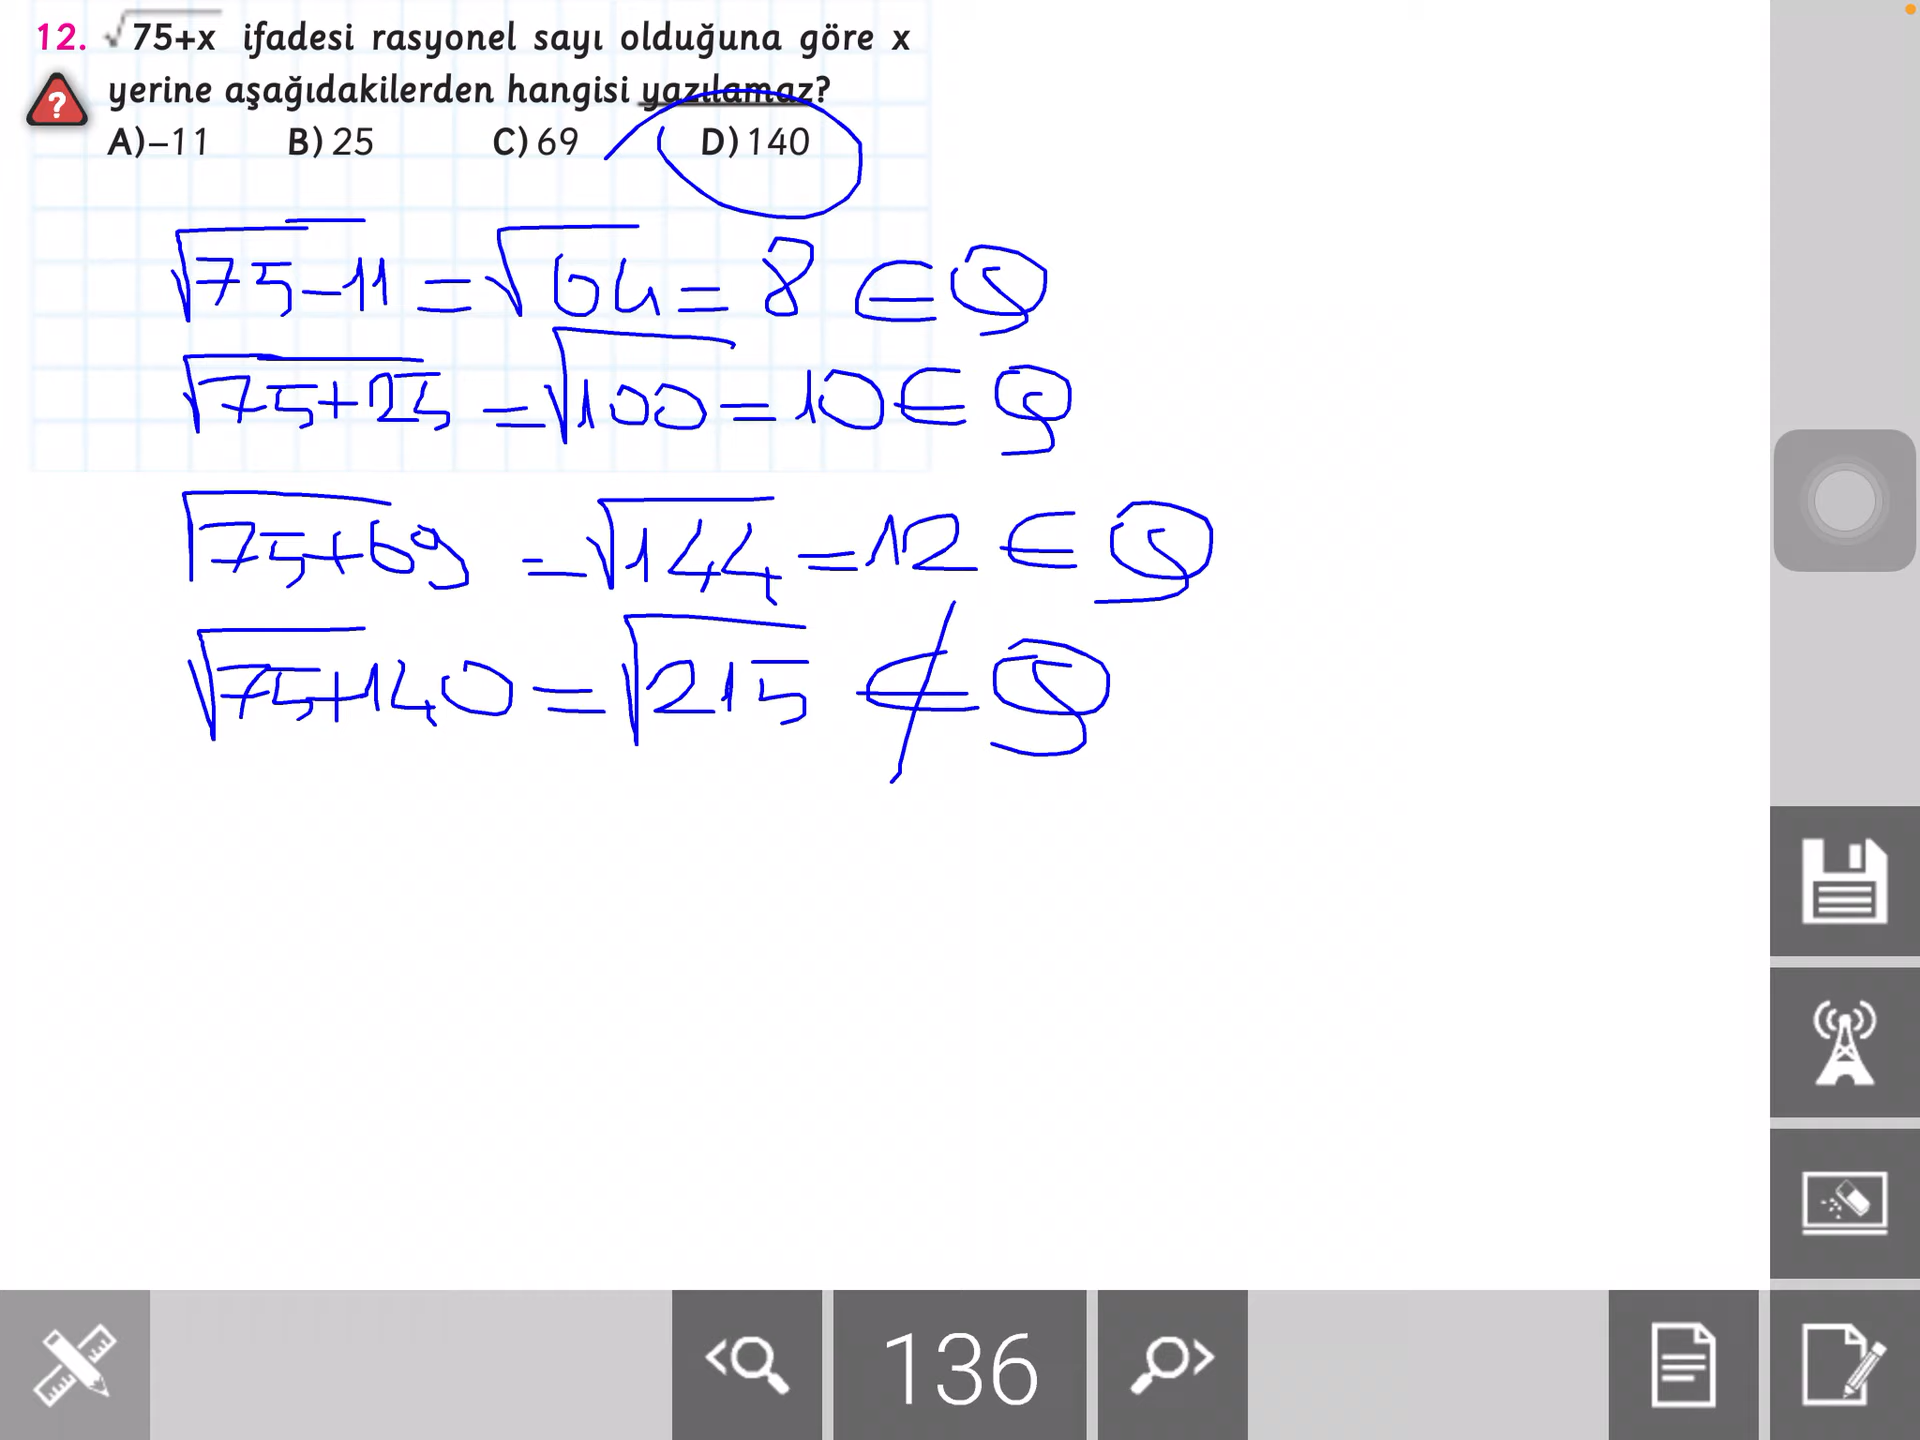 12. √75+x ifadesi rasyonel sayı olduğuna göre x
yerine aşağıdakilerden hangisi yazılamaz?
A) –11 B) 25 C) 69 D) 140
√75-11 = √64 = 8 ∈ Q
√75+25 = √100 = 10 ∈ Q
√75+69 = √144 = 12 ∈ Q
√75+140 = √215 ∉ Q
136